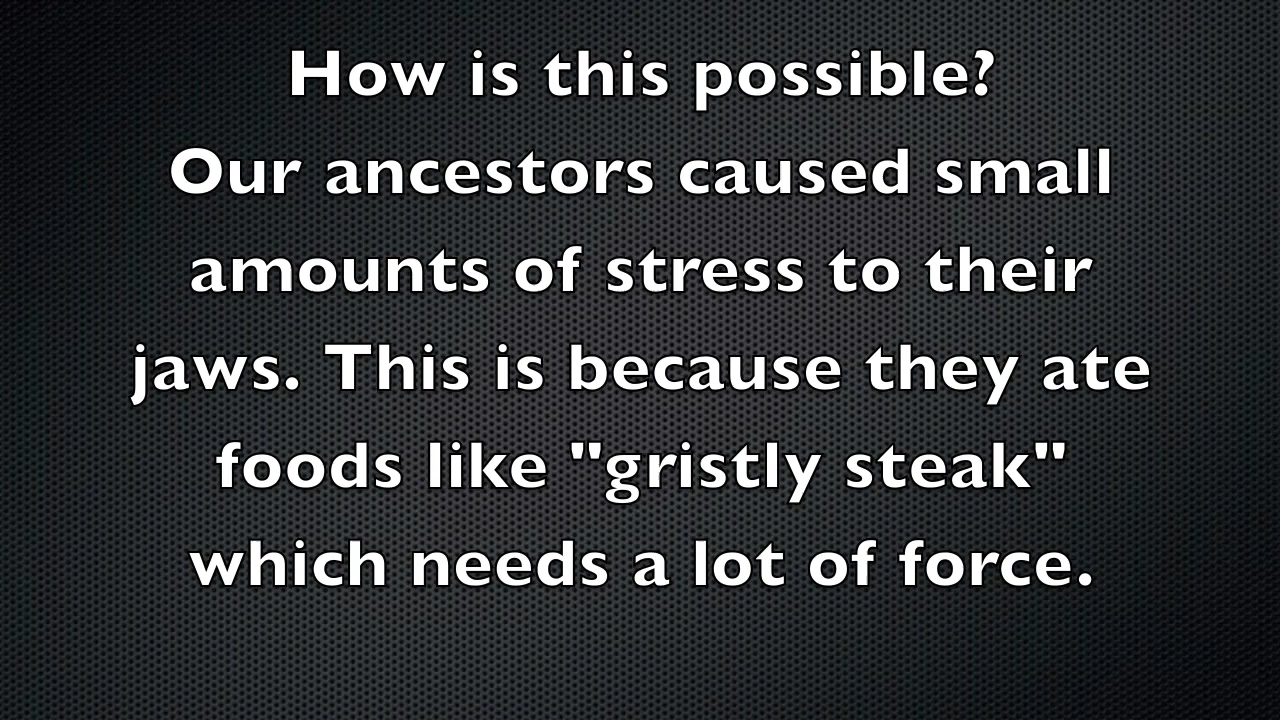 How is this possible?
Our ancestors caused small
amounts of stress to their
jaws. This is because they ate
foods like "gristly steak"
which needs a lot of force.